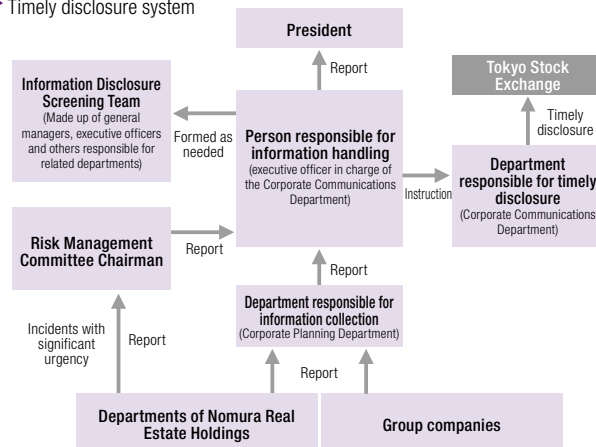 Timely disclosure system
President
Report
Tokyo Stock
Exchange
Information Disclosure
Screening Team
(Made up of general
managers, executive officers
and others responsible for
related departments)
Formed as
needed
Person responsible for
information handling
(executive officer in charge of
the Corporate Communications
Department)
Instruction
Timely
disclosure
Department
responsible for timely
disclosure
(Corporate Communications
Department)
Risk Management
Committee Chairman
Report
Report
Department responsible for
information collection
(Corporate Planning Department)
Incidents with
significant
urgency
Report
Report
Departments of Nomura Real
Estate Holdings
Group companies